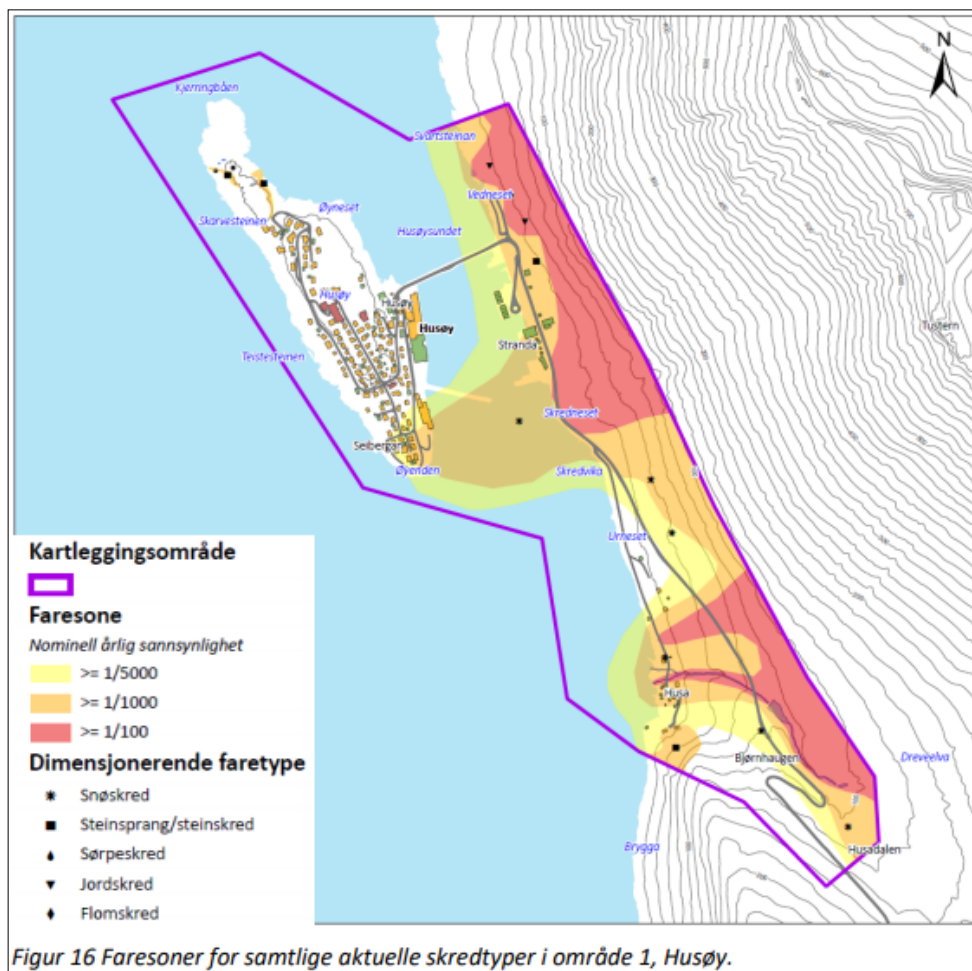 N
Kjerringbåen
Svartsteinan
Vedneset
Øyneset
Skarvesteinen
Husøysundet
Husøy
Husøy
Husøy
Tustern
Stranda
Teistesteinen
Skredneset
Seibergan
Øyenden
Skredvika
Urneset
Husa
Bjørnhaugen
Dreveelva
Husadalen
Brygga
Kartleggingsområde
Faresone
Nominell årlig sannsynlighet
>= 1/5000
>= 1/1000
>= 1/100
Dimensjonerende faretype
Snøskred
Steinsprang/steinskred
Sørpeskred
Jordskred
Flomskred
Figur 16 Faresoner for samtlige aktuelle skredtyper i område 1, Husøy.